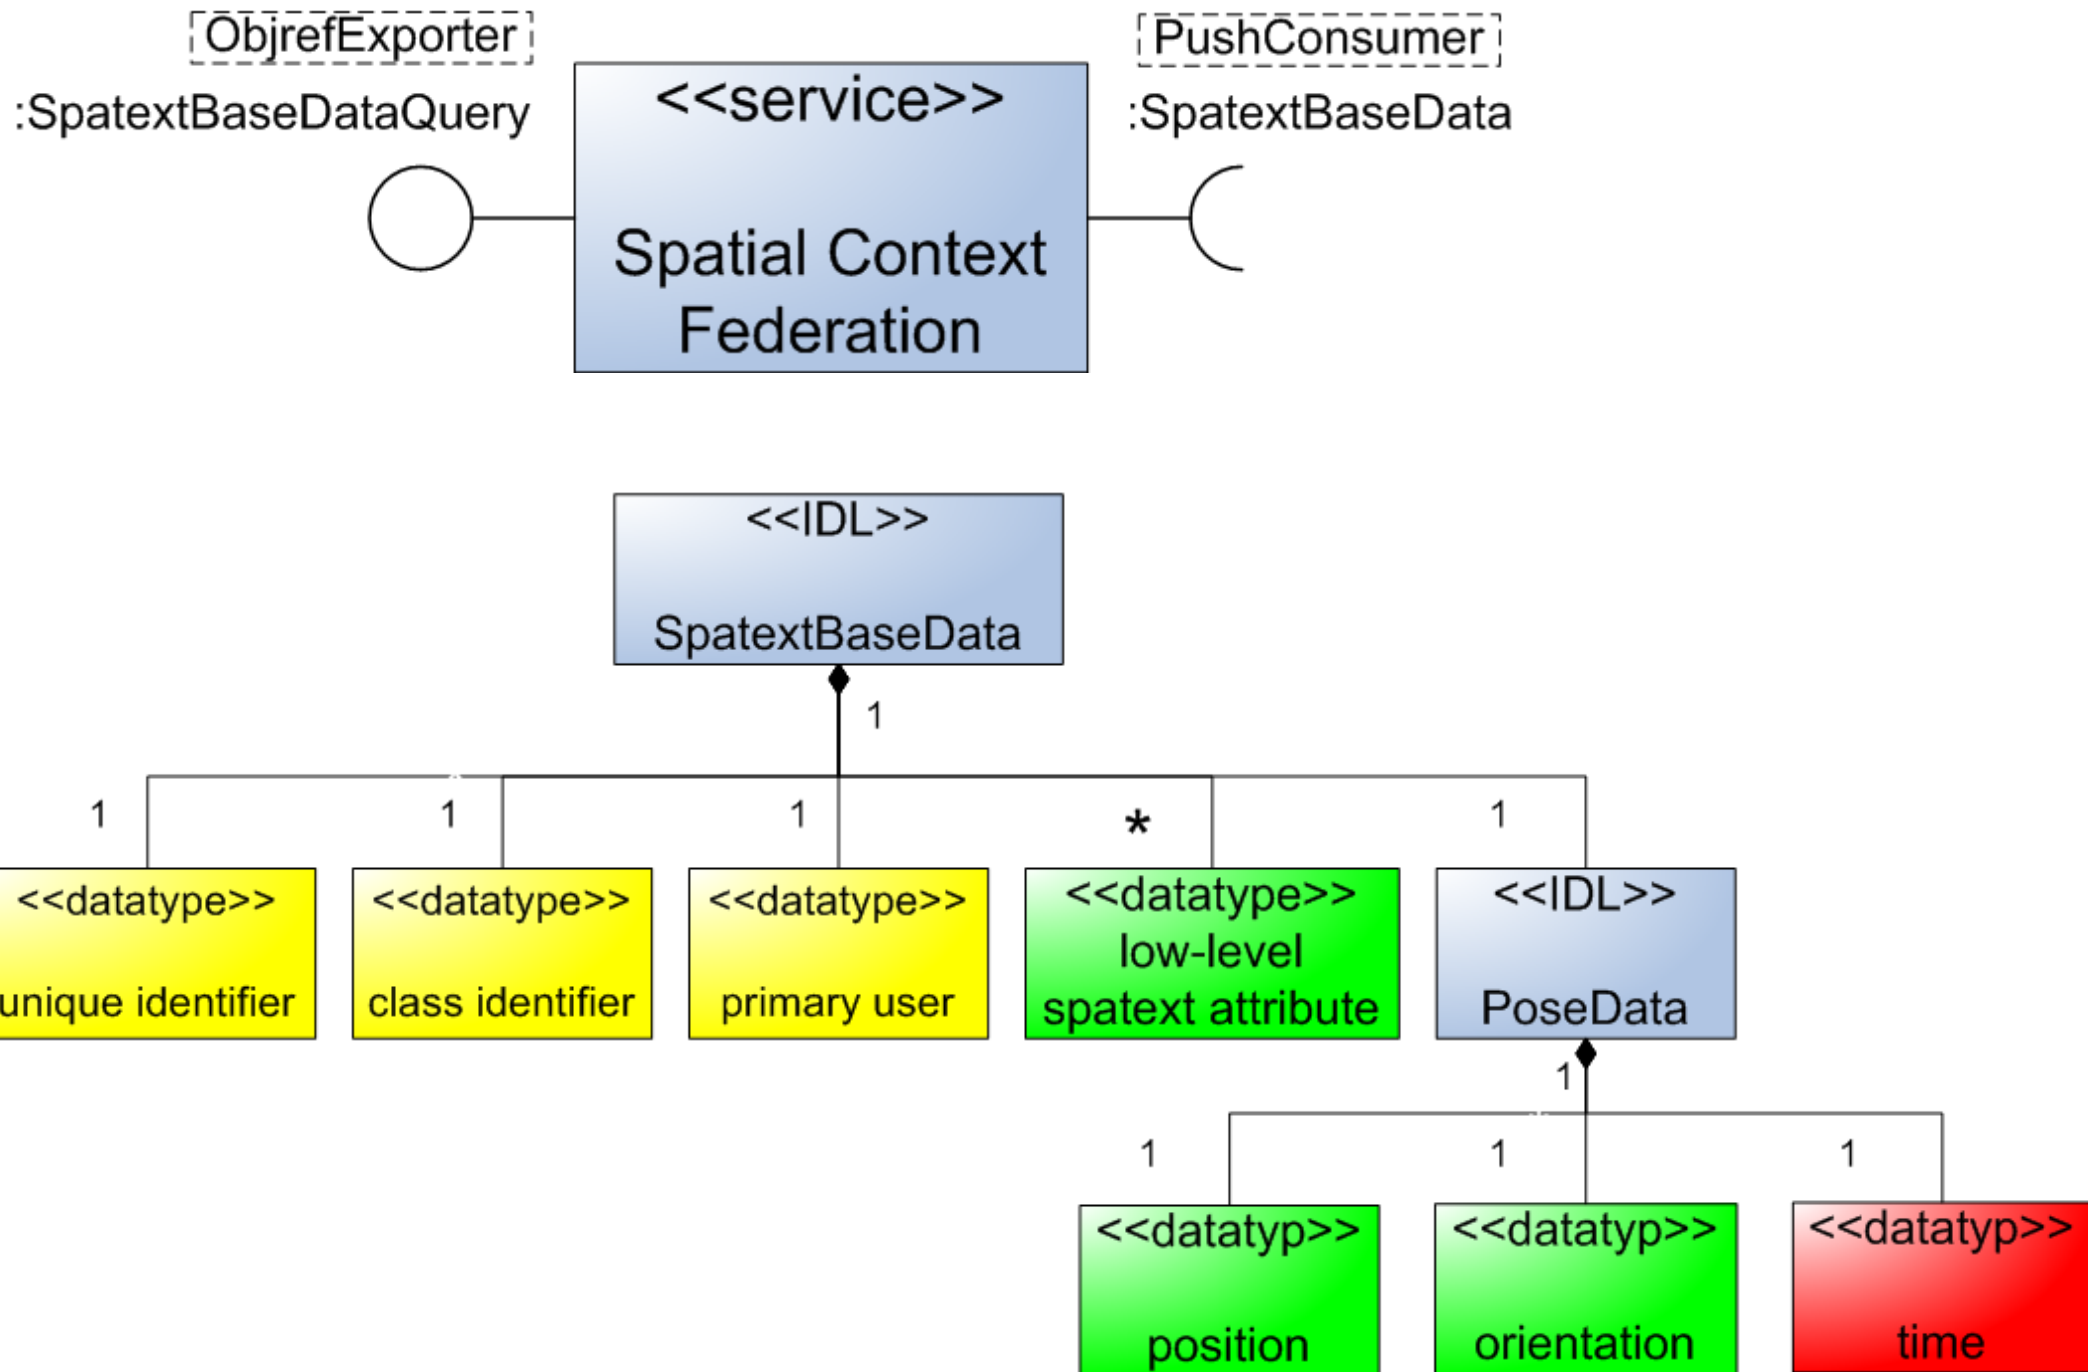 ObjrefExporter
:SpatextBaseDataQuery
<<service>>
Spatial Context
Federation
PushConsumer
:SpatextBaseData
<<IDL>>
SpatextBaseData
1
1
1
1
*
1
<<datatype>>
unique identifier
<<datatype>>
class identifier
<<datatype>>
primary user
<<datatype>>
low-level
spatext attribute
<<IDL>>
PoseData
1
1
1
1
<<datatyp>>
position
<<datatyp>>
orientation
<<datatyp>>
time